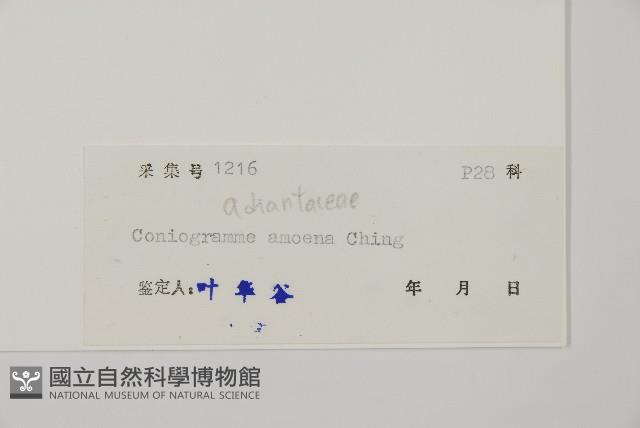 采集号 1216 P28 科
adiantaceae
Coniogramme amoena Ching
鉴定人: 叶华谷 年 月 日
國立自然科學博物館
NATIONAL MUSEUM OF NATURAL SCIENCE